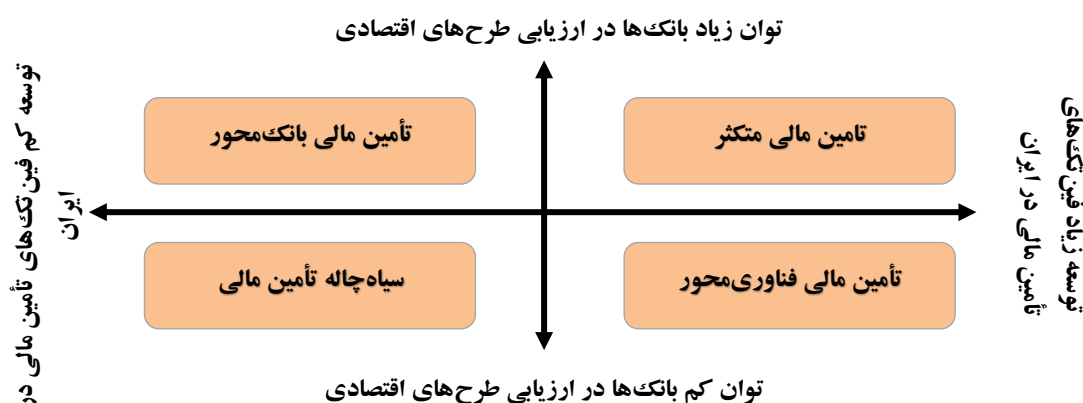 توان زیاد بانک‌ها در ارزیابی طرح‌های اقتصادی
توسعه زیاد فین‌تک‌های
تأمین مالی در ایران
تامین مالی متکثر
تأمین مالی بانک‌محور
توسعه کم فین‌تک‌های تأمین مالی در
ایران
تأمین مالی فناوری‌محور
سیاه‌چاله تأمین مالی
توان کم بانک‌ها در ارزیابی طرح‌های اقتصادی